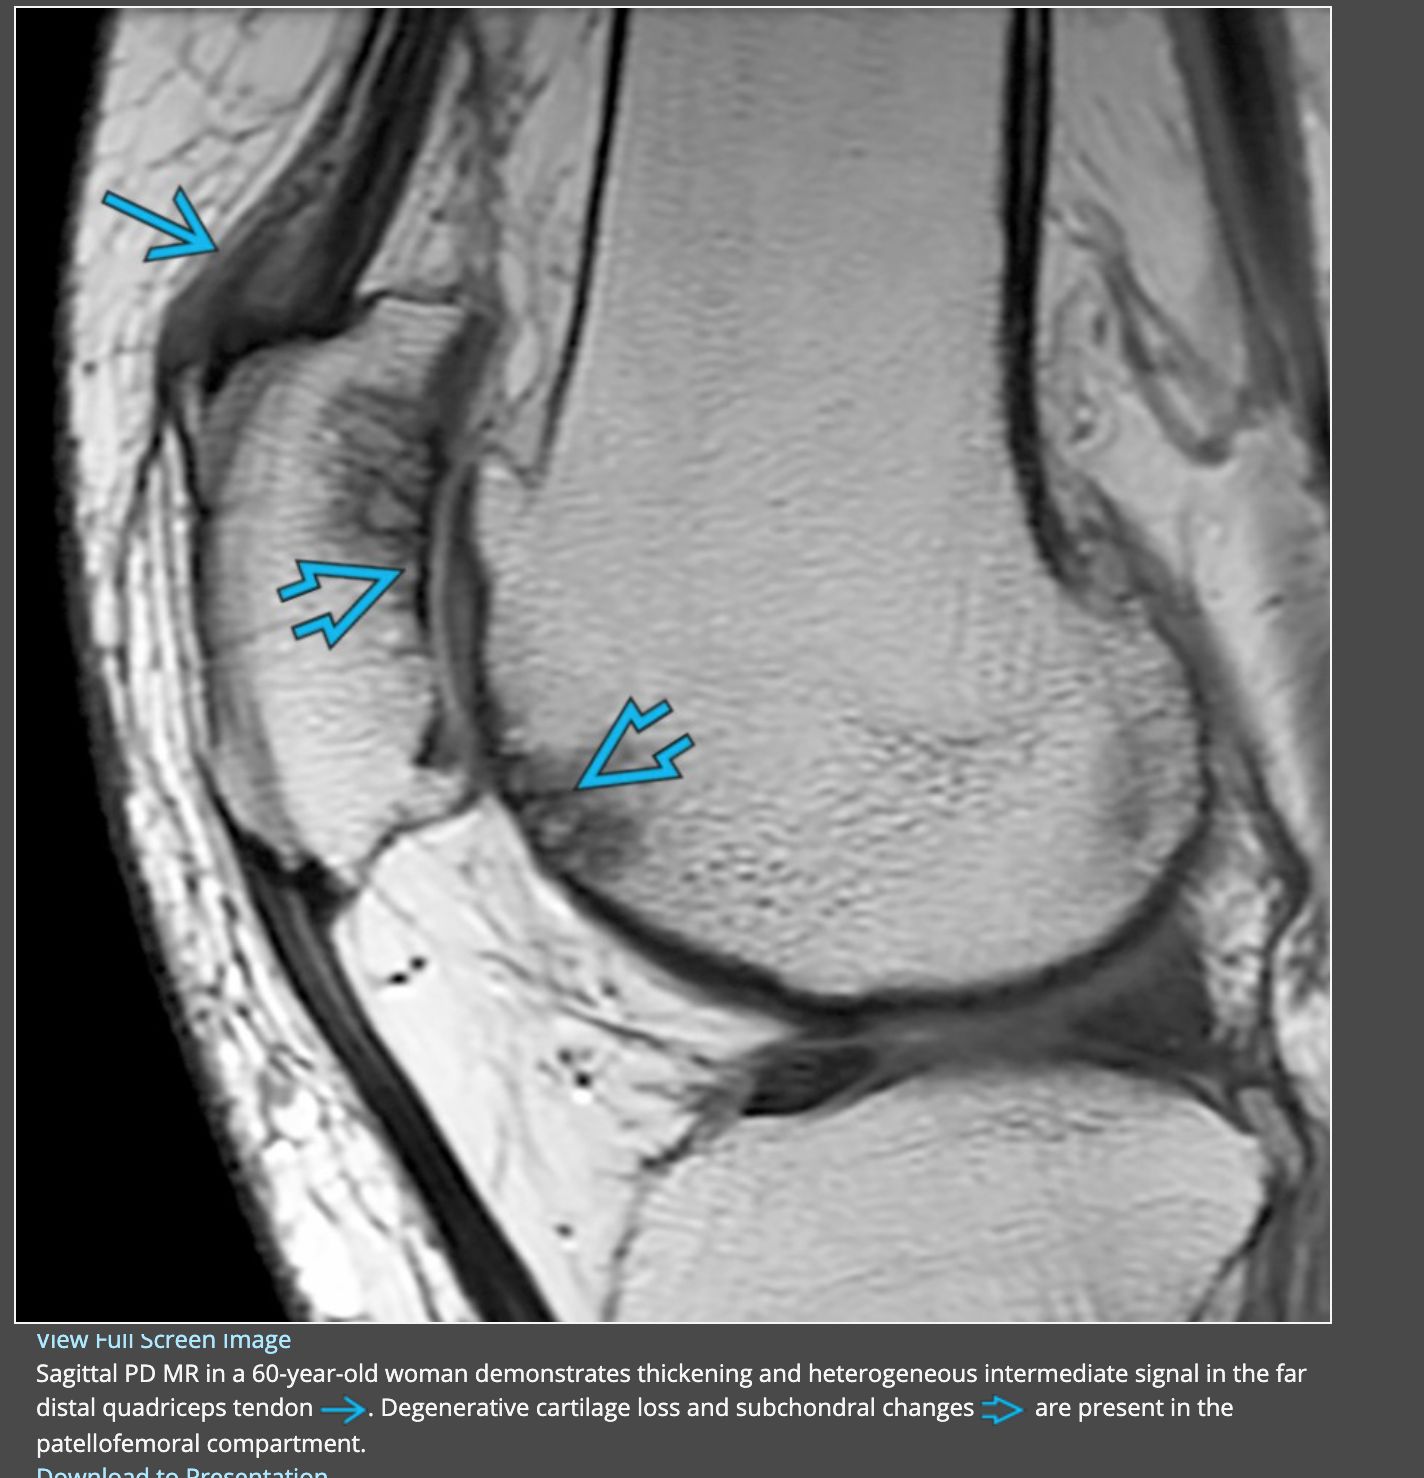 View Full Screen Image
Sagittal PD MR in a 60-year-old woman demonstrates thickening and heterogeneous intermediate signal in the far
distal quadriceps tendon . Degenerative cartilage loss and subchondral changes are present in the
patellofemoral compartment.
Download to Presentation